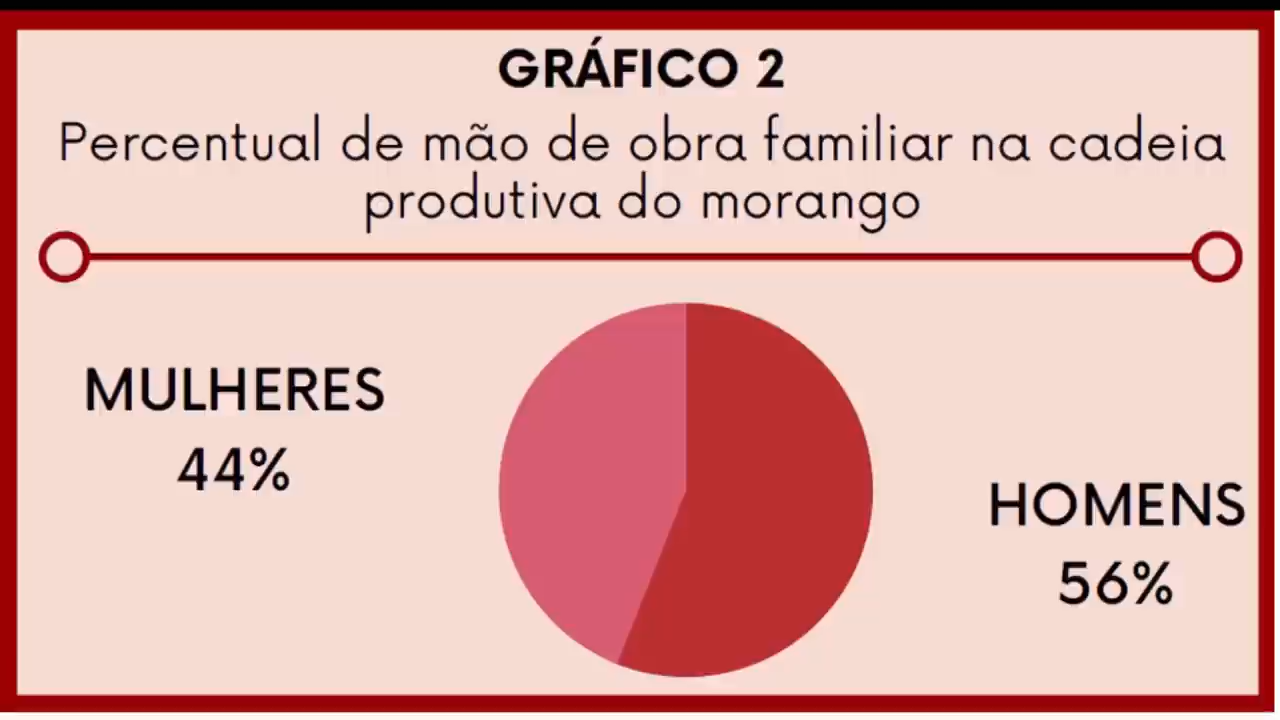 GRÁFICO 2
Percentual de mão de obra familiar na cadeia
produtiva do morango
MULHERES
44%
HOMENS
56%